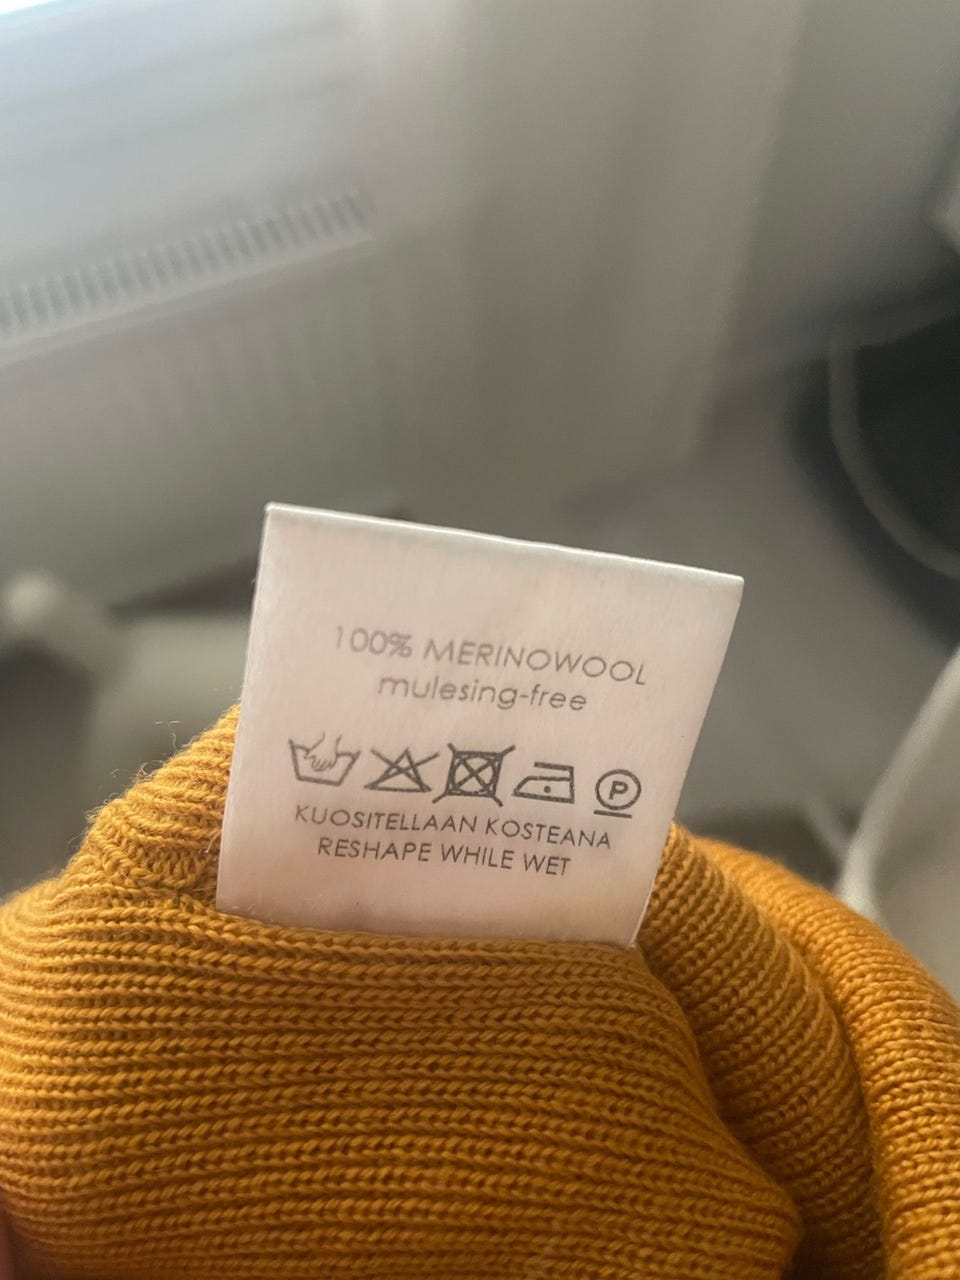 100% MERINOWOOL
mulesing-free
P
KUOSITELLAAN KOSTEANA
RESHAPE WHILE WET